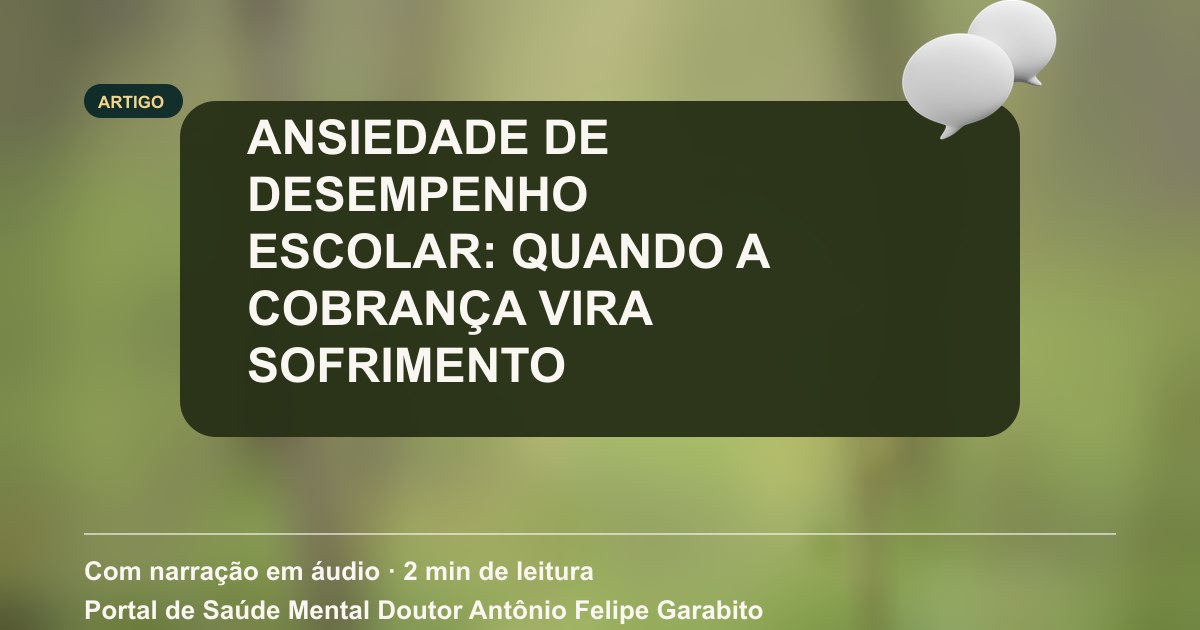 ARTIGO
ANSIEDADE DE
DESEMPENHO
ESCOLAR: QUANDO A
COBRANÇA VIRA
SOFRIMENTO
Com narração em áudio · 2 min de leitura
Portal de Saúde Mental Doutor Antônio Felipe Garabito